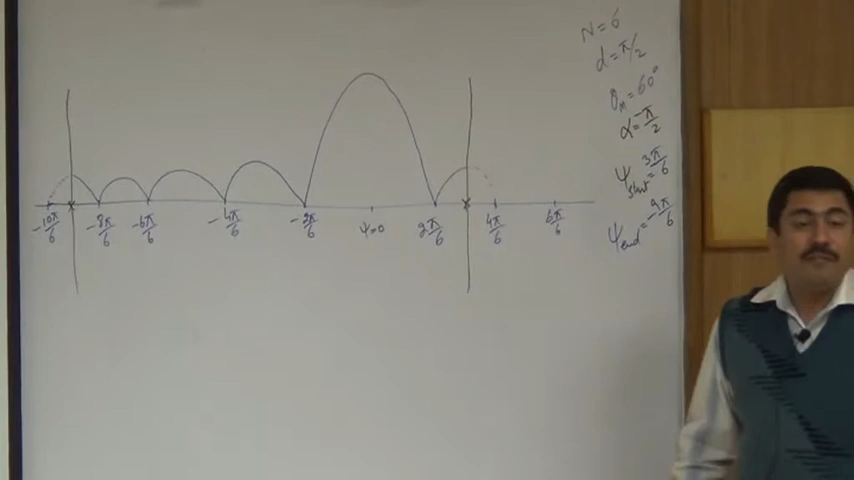 N = 6
d = π/2
θm = 60°
α = -π/2
Ψstart = 3π/6
Ψend = -9π/6
-10π/6 -8π/6 -6π/6 -4π/6 -2π/6 Ψ=0 2π/6 4π/6 6π/6